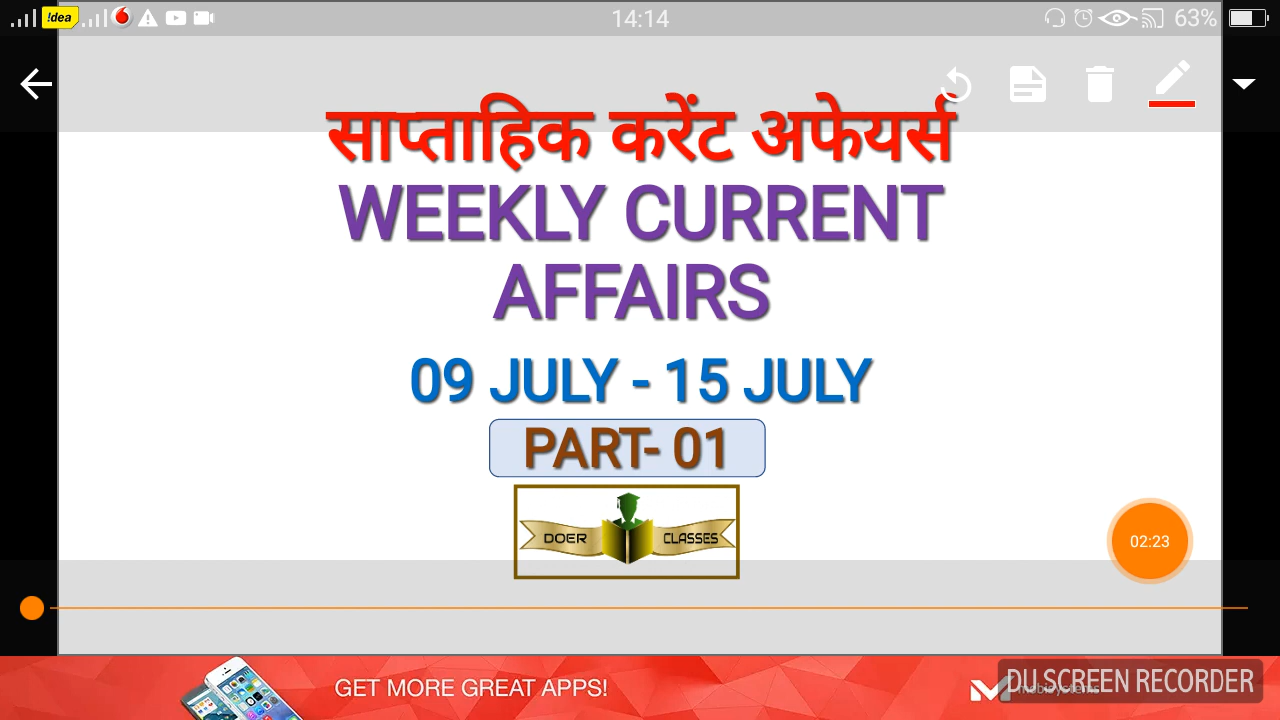 !dea
14:14
63%
साप्ताहिक करेंट अफेयर्स
WEEKLY CURRENT
AFFAIRS
09 JULY - 15 JULY
PART- 01
DOER CLASSES
02:23
GET MORE GREAT APPS!
mobisystems
DU SCREEN RECORDER